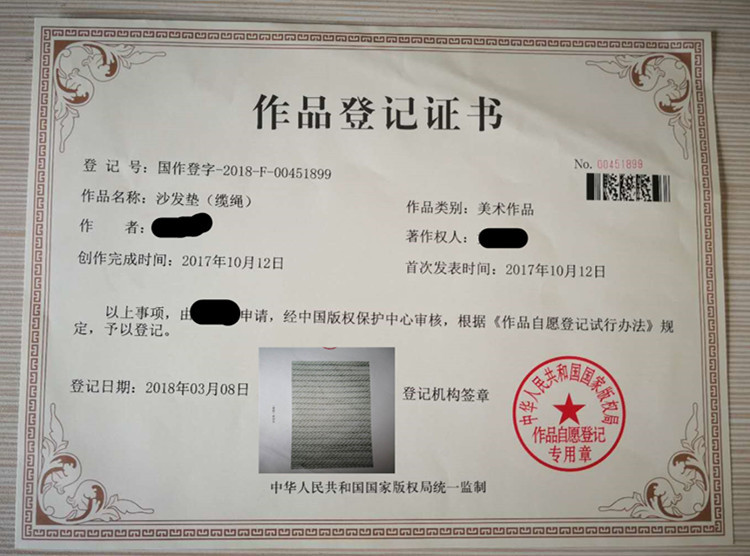 作品登记证书
No. 00451899
登 记 号：国作登字-2018-F-00451899
作品名称：沙发垫（缆绳）
作品类别：美术作品
作　　者：
著作权人：
创作完成时间：2017年10月12日
首次发表时间：2017年10月12日
以上事项，由申请，经中国版权保护中心审核，根据《作品自愿登记试行办法》规
定，予以登记。
登记日期：2018年03月08日
登记机构签章
中华人民共和国国家版权局
作品自愿登记
专用章
中华人民共和国国家版权局统一监制